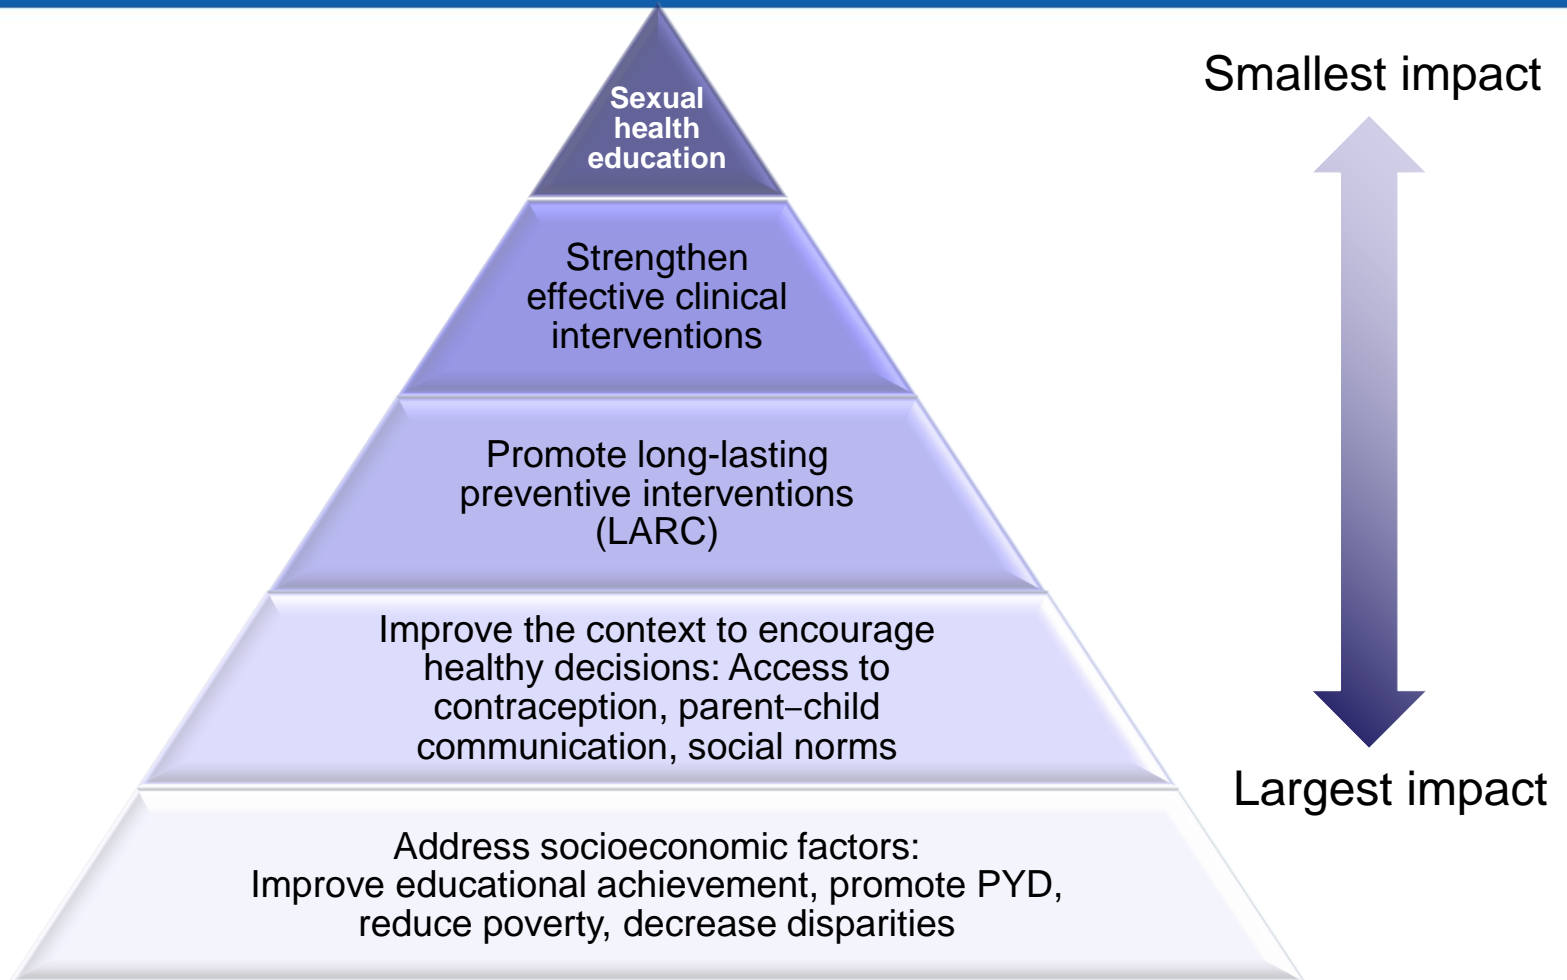 Sexual
health
education
Smallest impact
Strengthen
effective clinical
interventions
Promote long-lasting
preventive interventions
(LARC)
Improve the context to encourage
healthy decisions: Access to
contraception, parent–child
communication, social norms
Largest impact
Address socioeconomic factors:
Improve educational achievement, promote PYD,
reduce poverty, decrease disparities